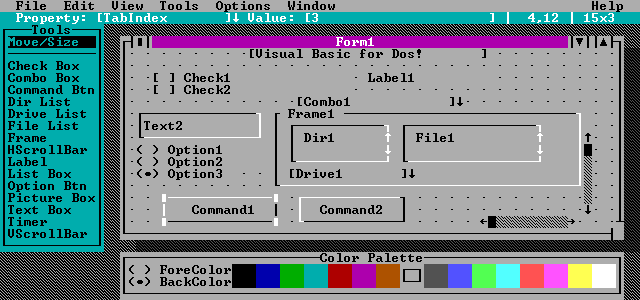 File Edit View Tools Options Window Help
Property: [TabIndex ]↓ Value: [3 ] | 4,12 | 15x3
Tools
Move/Size
Check Box
Combo Box
Command Btn
Dir List
Drive List
File List
Frame
HScrollBar
Label
List Box
Option Btn
Picture Box
Text Box
Timer
VScrollBar
Form1
[Visual Basic for Dos! ]
[ ] Check1 Label1
[ ] Check2
[Combo1 ]↓
Frame1
Text2
Dir1 File1
( ) Option1
( ) Option2
(•) Option3
[Drive1 ]↓
Command1 Command2
Color Palette
( ) ForeColor
(•) BackColor